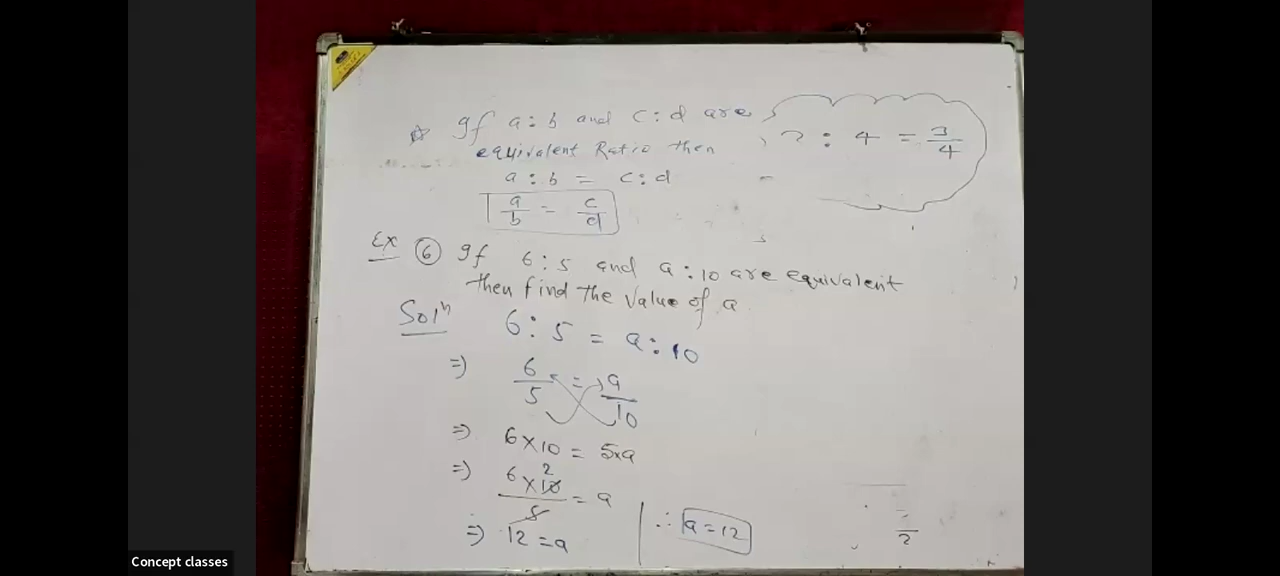 ☆ If a : b and c : d are
equivalent Ratio then
a : b = c : d
a/b = c/d
: 4 = 3/4
Ex ⑥ If 6 : 5 and a : 10 are equivalent
then find the value of a
Solⁿ 6 : 5 = a : 10
⇒ 6/5 = a/10
⇒ 6 × 10 = 5 × a
⇒ 6 × 10/5 = a
2
⇒ 12 = a
∴ a = 12
2
Concept classes